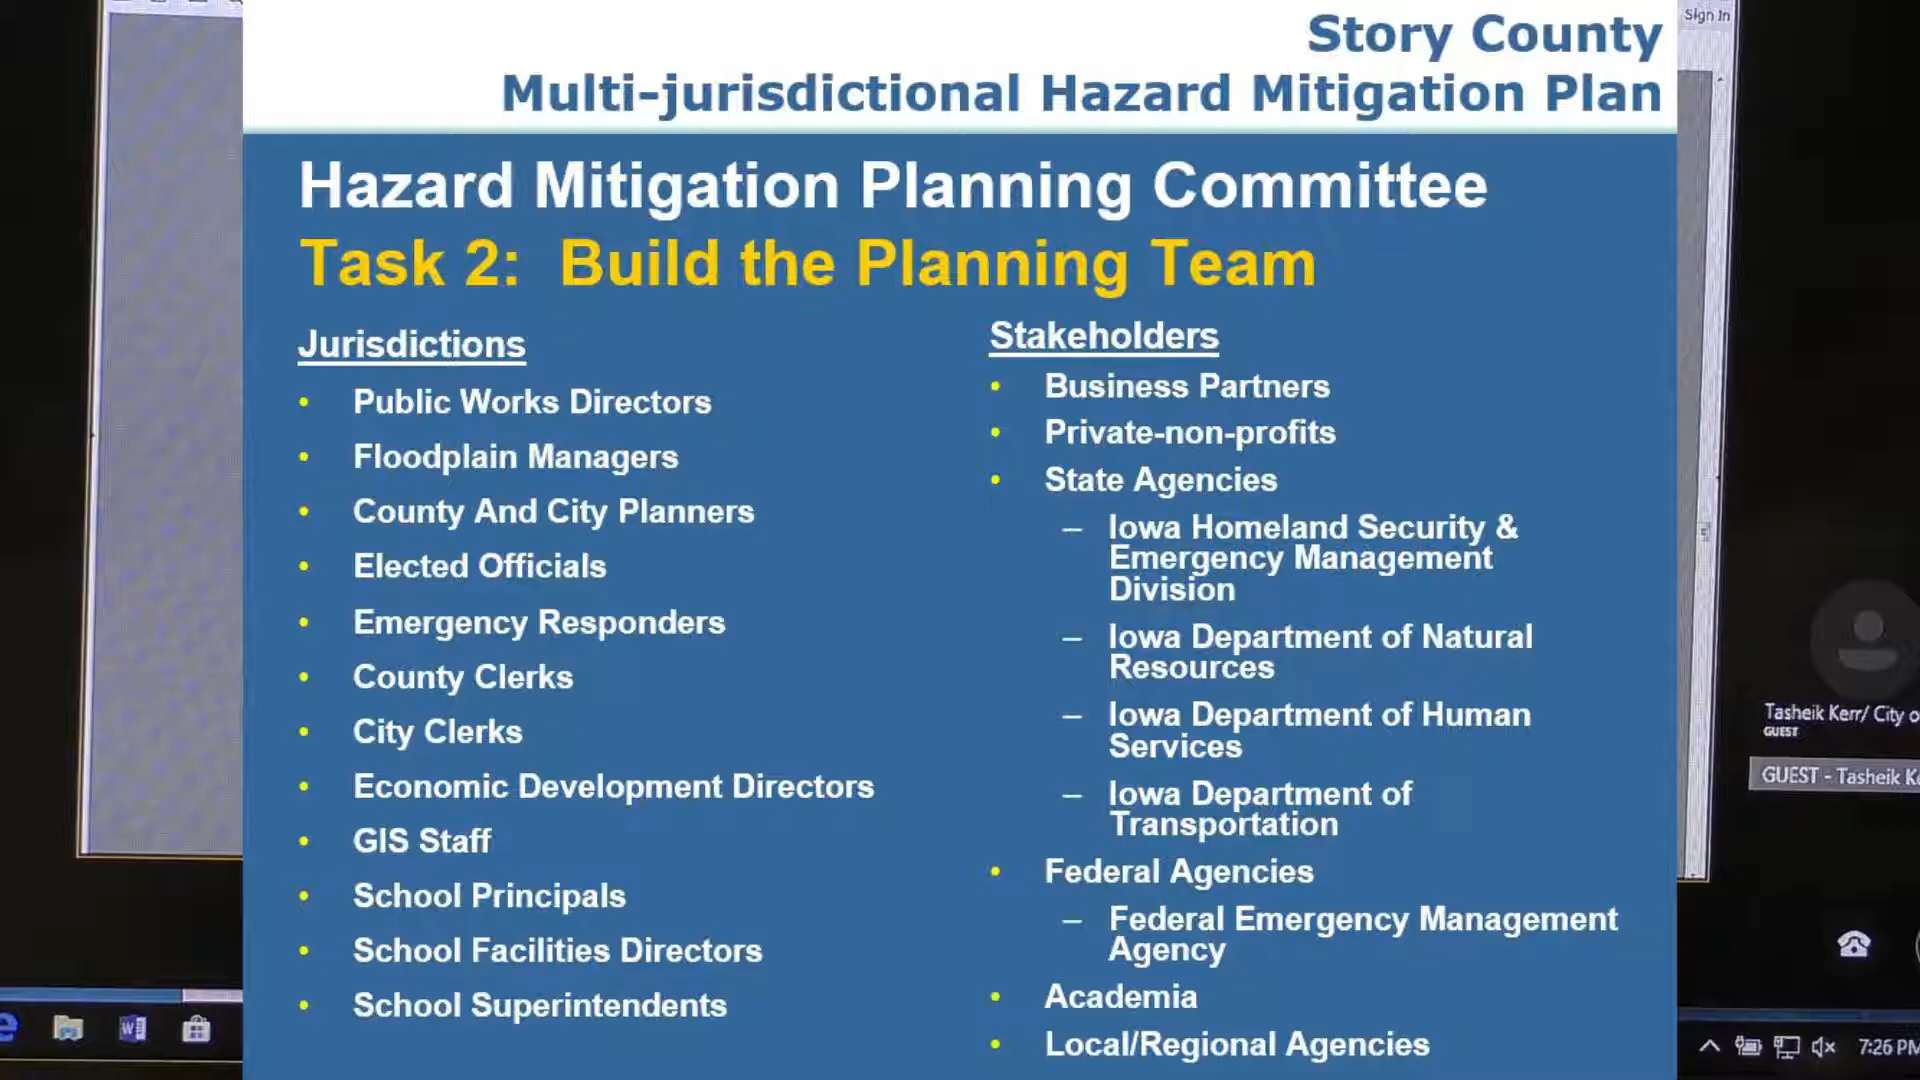 Sign In
Story County
Multi-jurisdictional Hazard Mitigation Plan
Hazard Mitigation Planning Committee
Task 2: Build the Planning Team
Jurisdictions
• Public Works Directors
• Floodplain Managers
• County And City Planners
• Elected Officials
• Emergency Responders
• County Clerks
• City Clerks
• Economic Development Directors
• GIS Staff
• School Principals
• School Facilities Directors
• School Superintendents
Stakeholders
• Business Partners
• Private-non-profits
• State Agencies
– Iowa Homeland Security &
Emergency Management
Division
– Iowa Department of Natural
Resources
– Iowa Department of Human
Services
– Iowa Department of
Transportation
• Federal Agencies
– Federal Emergency Management
Agency
• Academia
• Local/Regional Agencies
Tasheik Kerr/ City o
GUEST
GUEST - Tasheik K
7:26 PM